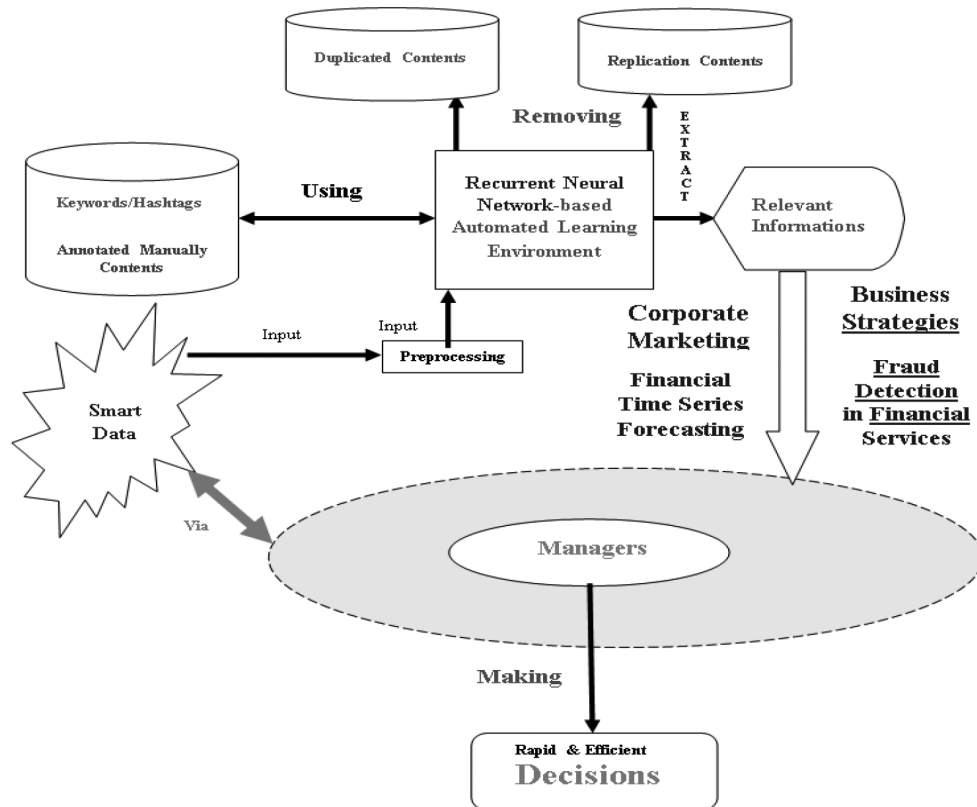 Duplicated Contents
Replication Contents
Removing
EXTRACT
Keywords/Hashtags
Annotated Manually
Contents
Using
Recurrent Neural
Network-based
Automated Learning
Environment
Relevant
Informations
Input
Input
Preprocessing
Smart
Data
Corporate
Marketing
Financial
Time Series
Forecasting
Business
Strategies
Fraud
Detection
in Financial
Services
Via
Managers
Making
Rapid & Efficient
Decisions